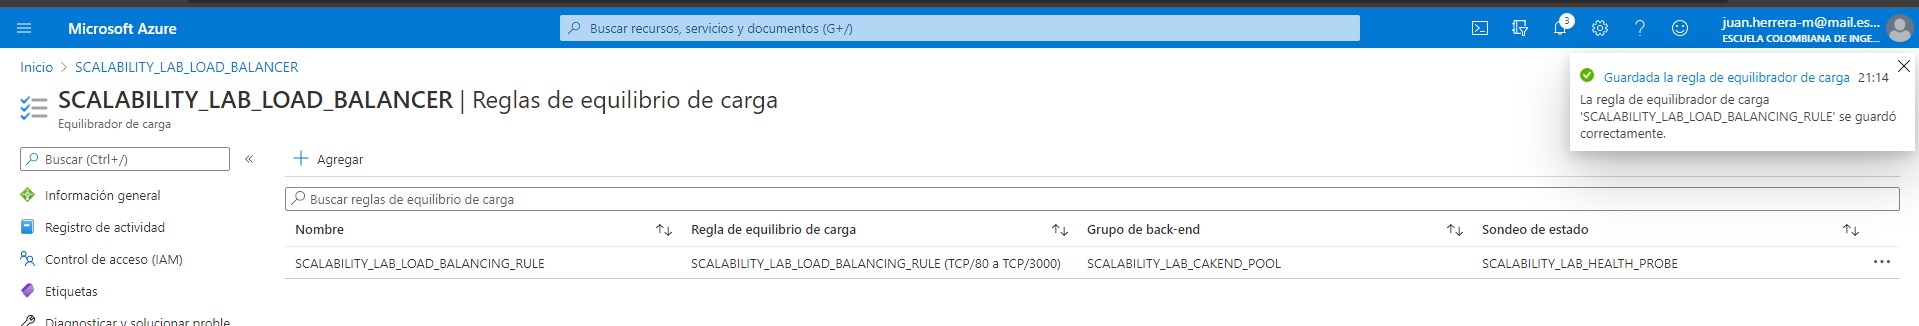 Microsoft Azure
Buscar recursos, servicios y documentos (G+/)
3
juan.herrera-m@mail.es...
ESCUELA COLOMBIANA DE INGE...
Inicio > SCALABILITY_LAB_LOAD_BALANCER
Guardada la regla de equilibrador de carga 21:14
La regla de equilibrador de carga
'SCALABILITY_LAB_LOAD_BALANCING_RULE' se guardó
correctamente.
SCALABILITY_LAB_LOAD_BALANCER | Reglas de equilibrio de carga
Equilibrador de carga
Buscar (Ctrl+/)
«
Información general
Registro de actividad
Control de acceso (IAM)
Etiquetas
Diagnosticar y solucionar proble
+ Agregar
Buscar reglas de equilibrio de carga
Nombre Regla de equilibrio de carga Grupo de back-end Sondeo de estado
SCALABILITY_LAB_LOAD_BALANCING_RULE SCALABILITY_LAB_LOAD_BALANCING_RULE (TCP/80 a TCP/3000) SCALABILITY_LAB_CAKEND_POOL SCALABILITY_LAB_HEALTH_PROBE ...